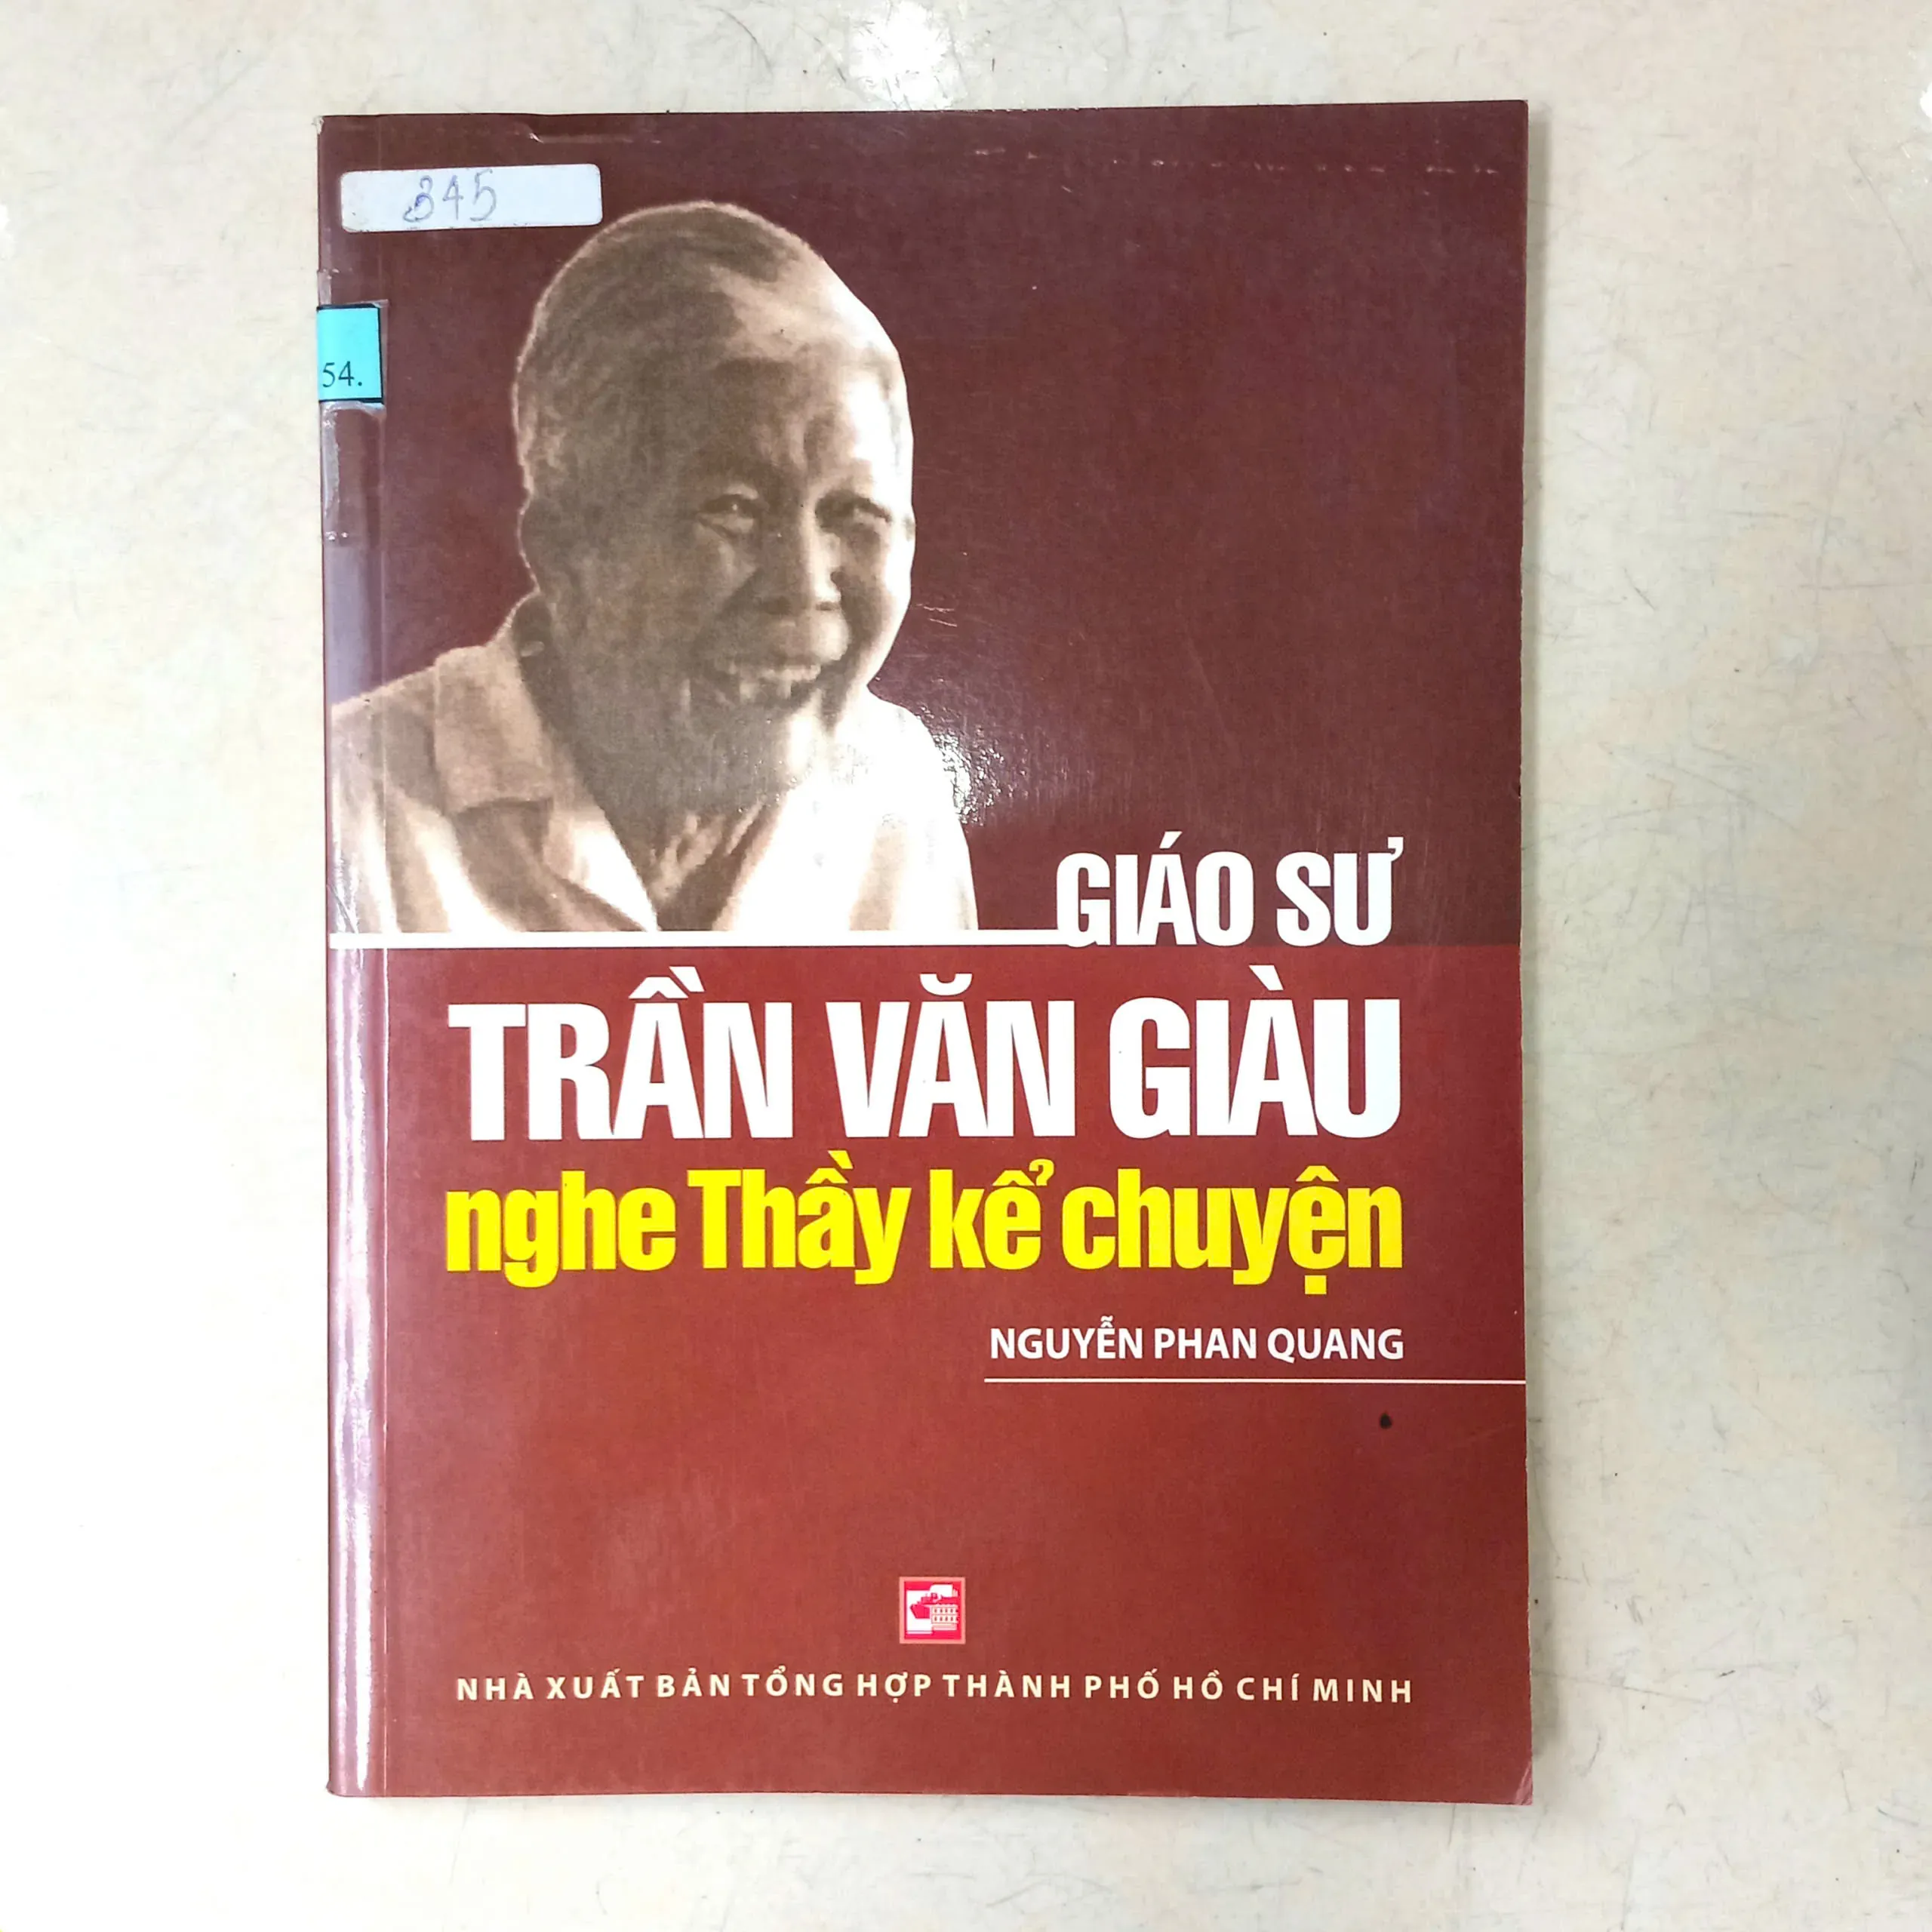 345
54.
GIÁO SƯ
TRẦN VĂN GIÀU
nghe Thầy kể chuyện
NGUYỄN PHAN QUANG
NHÀ XUẤT BẢN TỔNG HỢP THÀNH PHỐ HỒ CHÍ MINH